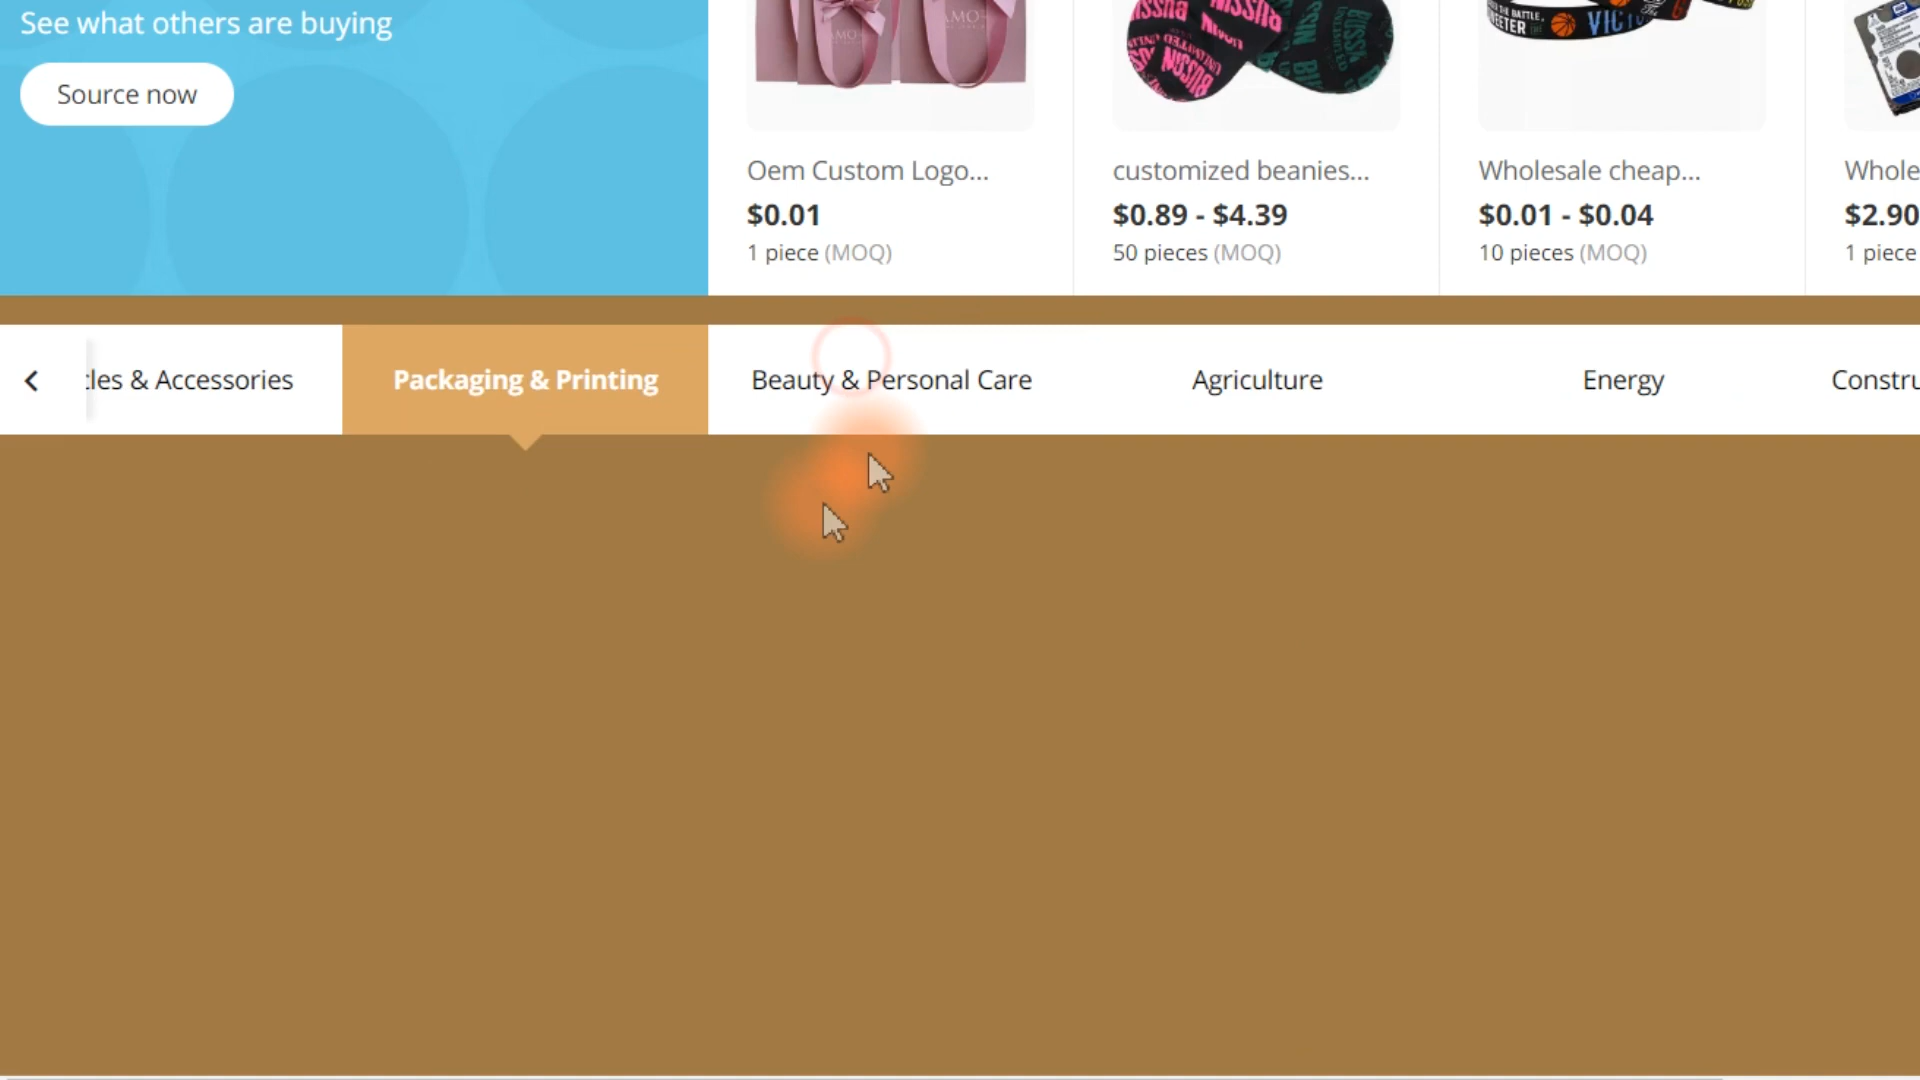 See what others are buying
Source now
Oem Custom Logo...
$0.01
1 piece (MOQ)
customized beanies...
$0.89 - $4.39
50 pieces (MOQ)
Wholesale cheap...
$0.01 - $0.04
10 pieces (MOQ)
Whole
$2.90
1 piece
cles & Accessories
Packaging & Printing
Beauty & Personal Care
Agriculture
Energy
Constru